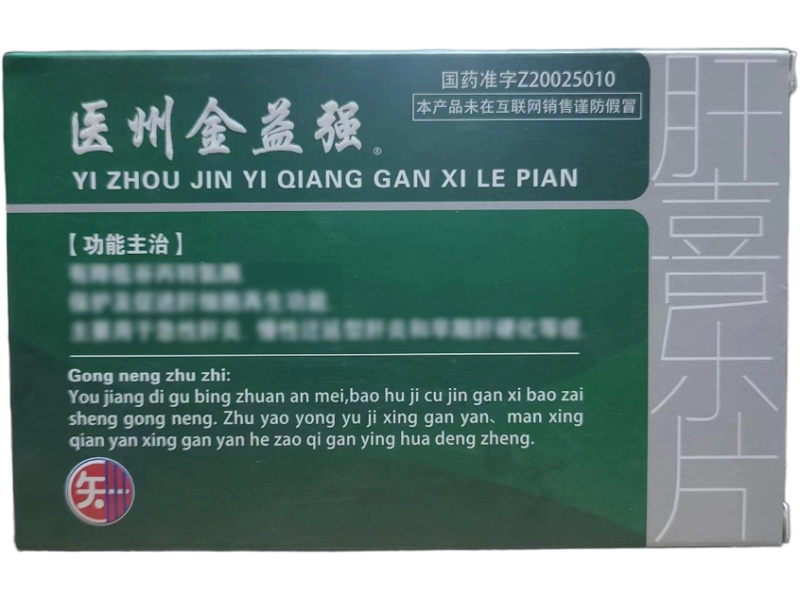 国药准字Z20025010
本产品未在互联网销售谨防假冒
医州金益强®
YI ZHOU JIN YI QIANG GAN XI LE PIAN
肝喜乐片
【功能主治】
Gong neng zhu zhi:
You jiang di gu bing zhuan an mei,bao hu ji cu jin gan xi bao zai
sheng gong neng. Zhu yao yong yu ji xing gan yan、man xing
qian yan xing gan yan he zao qi gan ying hua deng zheng.